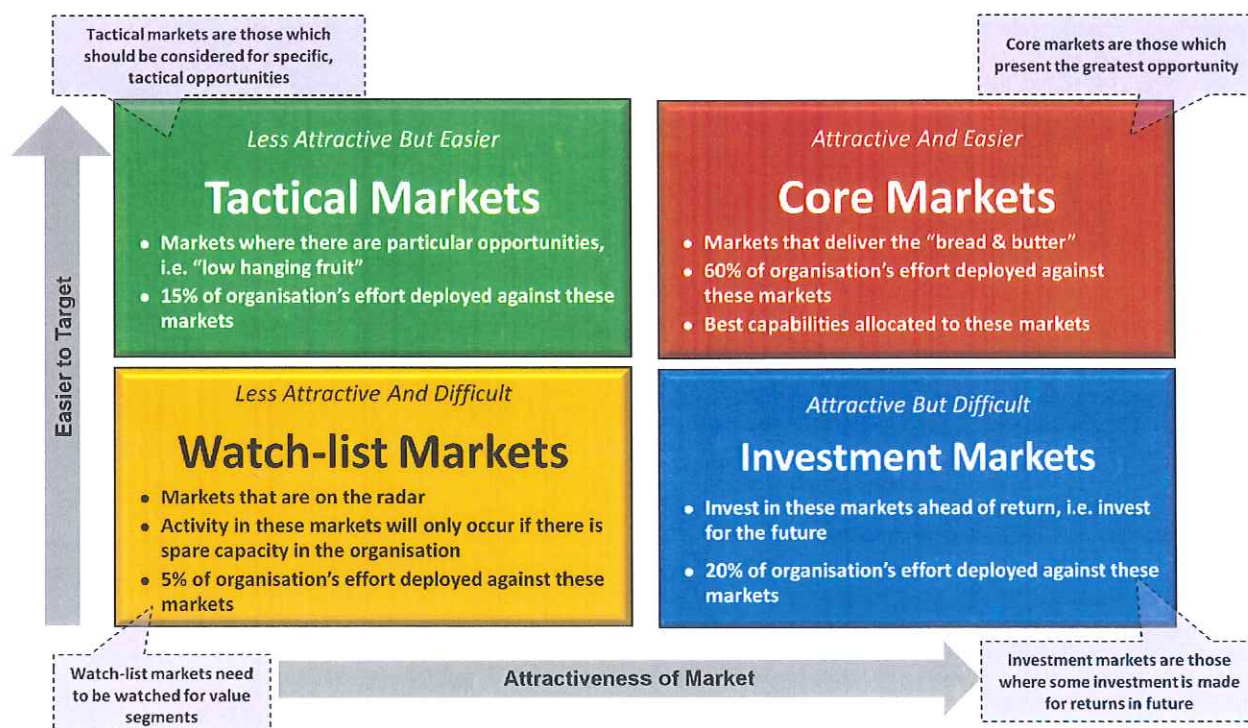 Tactical markets are those which
should be considered for specific,
tactical opportunities
Core markets are those which
present the greatest opportunity
Easier to Target
Less Attractive But Easier
Tactical Markets
• Markets where there are particular opportunities,
i.e. “low hanging fruit”
• 15% of organisation’s effort deployed against these
markets
Attractive And Easier
Core Markets
• Markets that deliver the “bread & butter”
• 60% of organisation’s effort deployed against
these markets
• Best capabilities allocated to these markets
Less Attractive And Difficult
Watch-list Markets
• Markets that are on the radar
• Activity in these markets will only occur if there is
spare capacity in the organisation
• 5% of organisation’s effort deployed against these
markets
Attractive But Difficult
Investment Markets
• Invest in these markets ahead of return, i.e. invest
for the future
• 20% of organisation’s effort deployed against these
markets
Watch-list markets need
to be watched for value
segments
Attractiveness of Market
Investment markets are those
where some investment is made
for returns in future